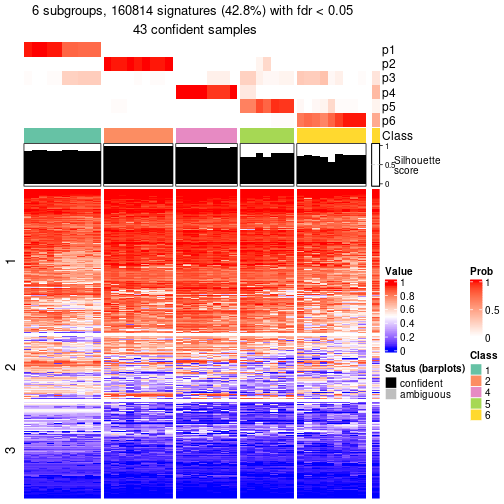 6 subgroups, 160814 signatures (42.8%) with fdr < 0.05
43 confident samples
p1
p2
p3
p4
p5
p6
Class
1
0.5
0
Silhouette
score
1
2
3
Value
1
0.8
0.6
0.4
0.2
0
Status (barplots)
confident
ambiguous
Prob
1
0.5
0
Class
1
2
4
5
6